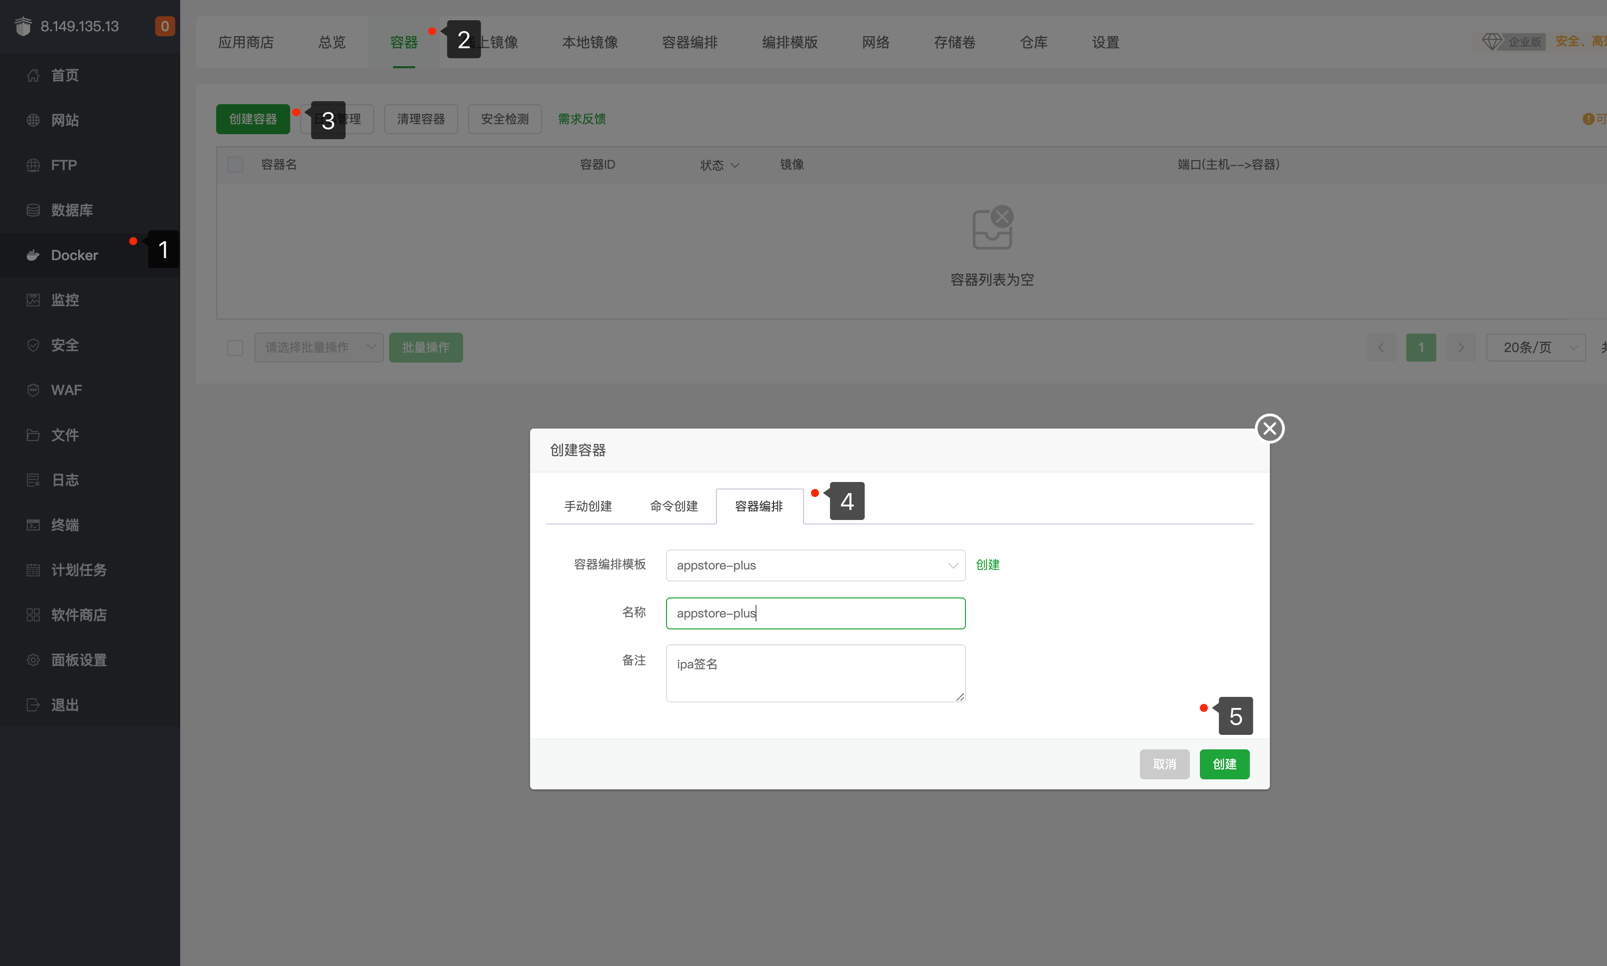 8.149.135.13
0
首页
网站
FTP
数据库
Docker
1
监控
安全
WAF
文件
日志
终端
计划任务
软件商店
面板设置
退出
应用商店
总览
容器
2
上镜像
本地镜像
容器编排
编排模版
网络
存储卷
仓库
设置
企业版
安全、高
创建容器
3
管理
清理容器
安全检测
需求反馈
可
容器名
容器ID
状态
镜像
端口(主机-->容器)
容器列表为空
请选择批量操作
批量操作
1
20条/页
创建容器
手动创建
命令创建
容器编排
4
容器编排模板
appstore-plus
创建
名称
appstore-plus
备注
ipa签名
5
取消
创建